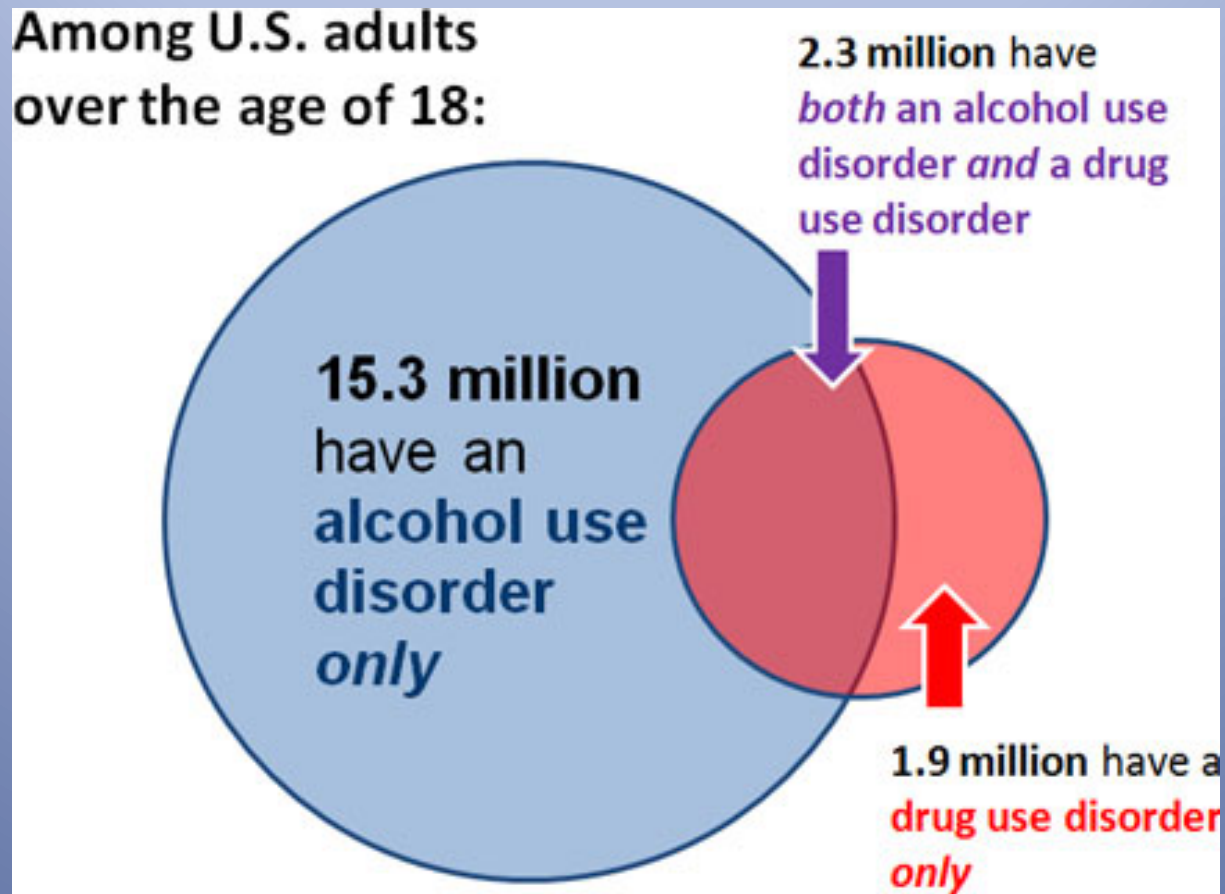 Among U.S. adults
over the age of 18:
2.3 million have
both an alcohol use
disorder and a drug
use disorder
15.3 million
have an
alcohol use
disorder
only
1.9 million have a
drug use disorder
only